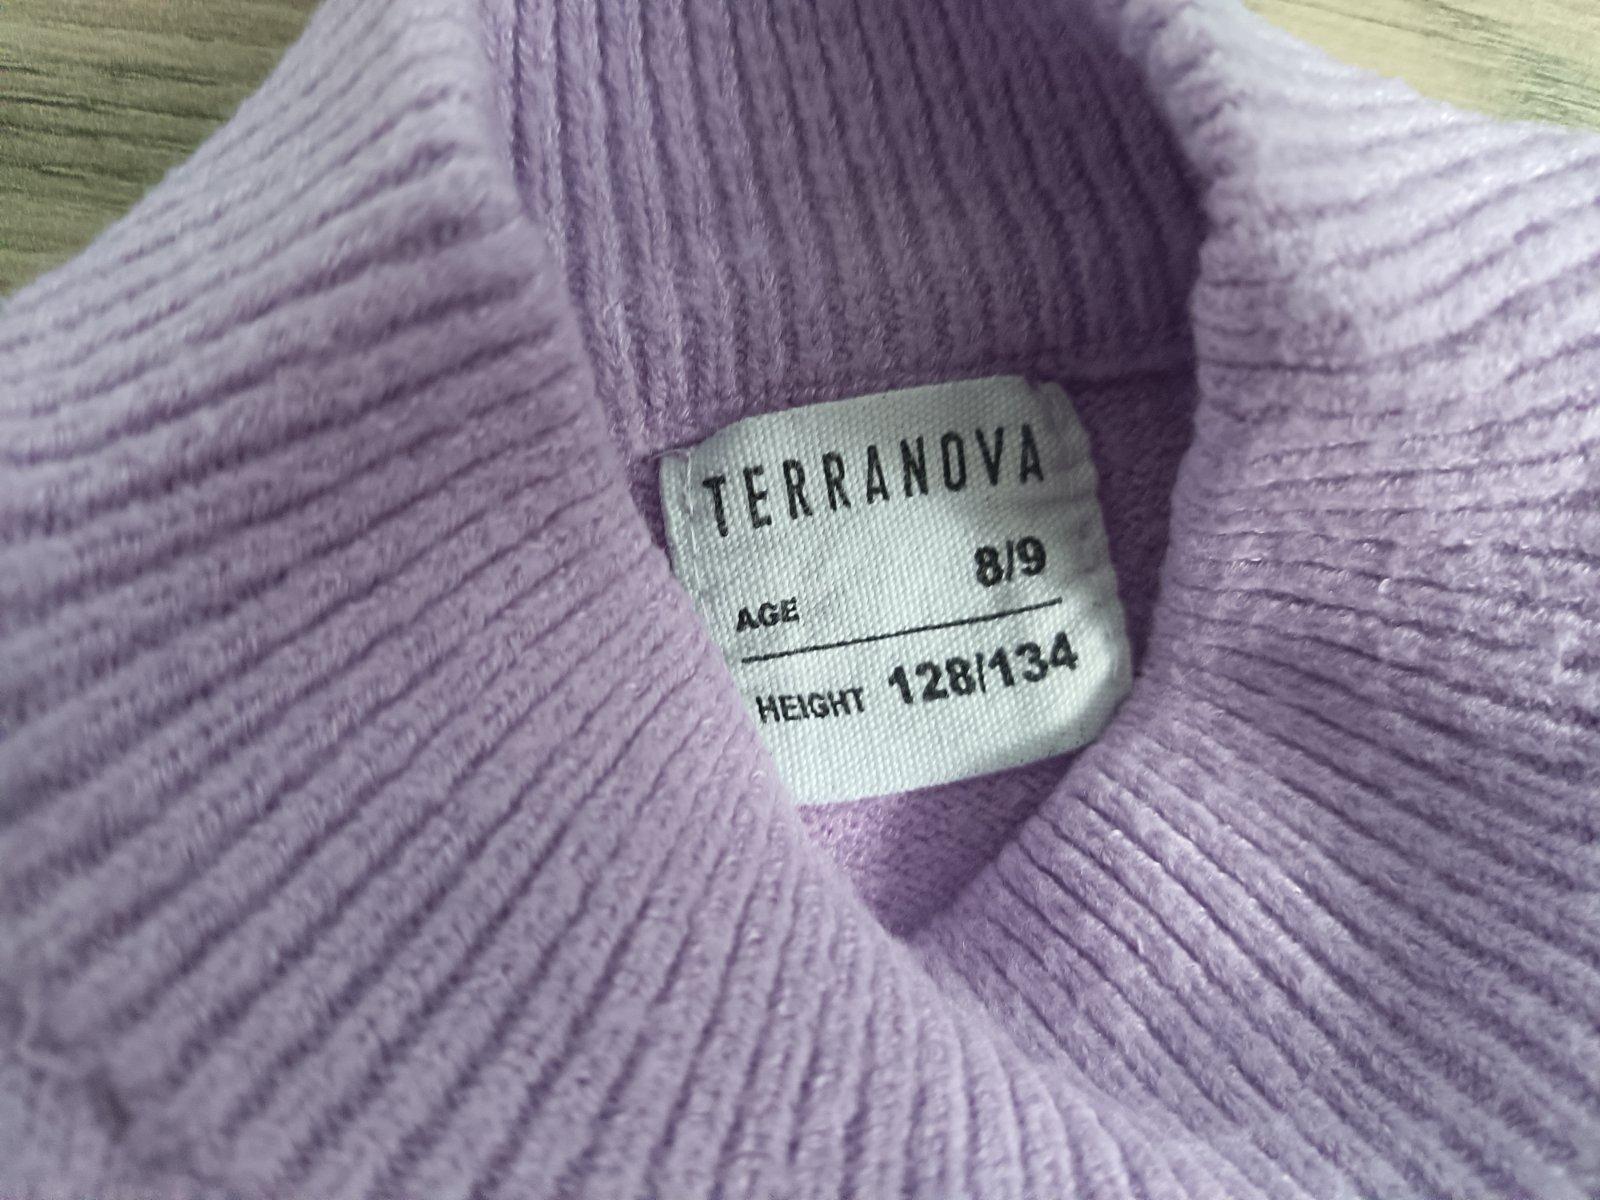 TERRANOVA
AGE 8/9
HEIGHT 128/134